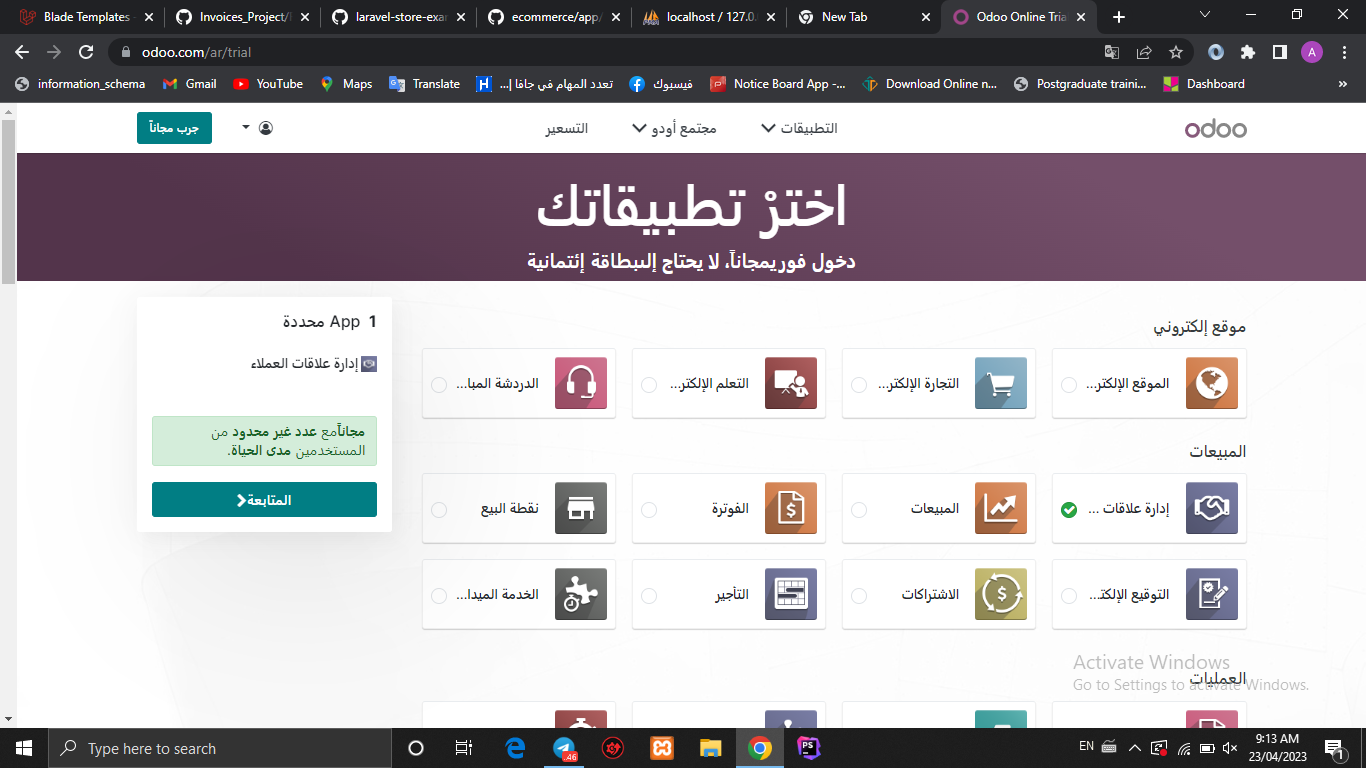 Blade Templates -
Invoices_Project/
laravel-store-exa
ecommerce/app/
localhost / 127.0.
New Tab
Odoo Online Tria
odoo.com/ar/trial
A
information_schema
Gmail
YouTube
Maps
Translate
H
تعدد المهام في جافا |...
فيسبوك
Notice Board App -...
Download Online n...
Postgraduate traini...
Dashboard
»
odoo
التطبيقات
مجتمع أودو
التسعير
جرب مجاناً
اخترْ تطبيقاتك
دخول فوريمجاناً، لا يحتاج إلىبطاقة إئتمانية
1 App محددة
إدارة علاقات العملاء
مجاناًمع عدد غير محدود من
المستخدمين مدى الحياة.
المتابعة
موقع إلكتروني
الموقع الإلكتر...
التجارة الإلكتر...
التعلم الإلكتر...
الدردشة المبا...
المبيعات
إدارة علاقات ...
المبيعات
الفوترة
نقطة البيع
التوقيع الإلكتـ...
الاشتراكات
التأجير
الخدمة الميدا...
العمليات
Activate Windows
Go to Settings to activate Windows.
Type here to search
.46
PS
EN
9:13 AM
23/04/2023
1